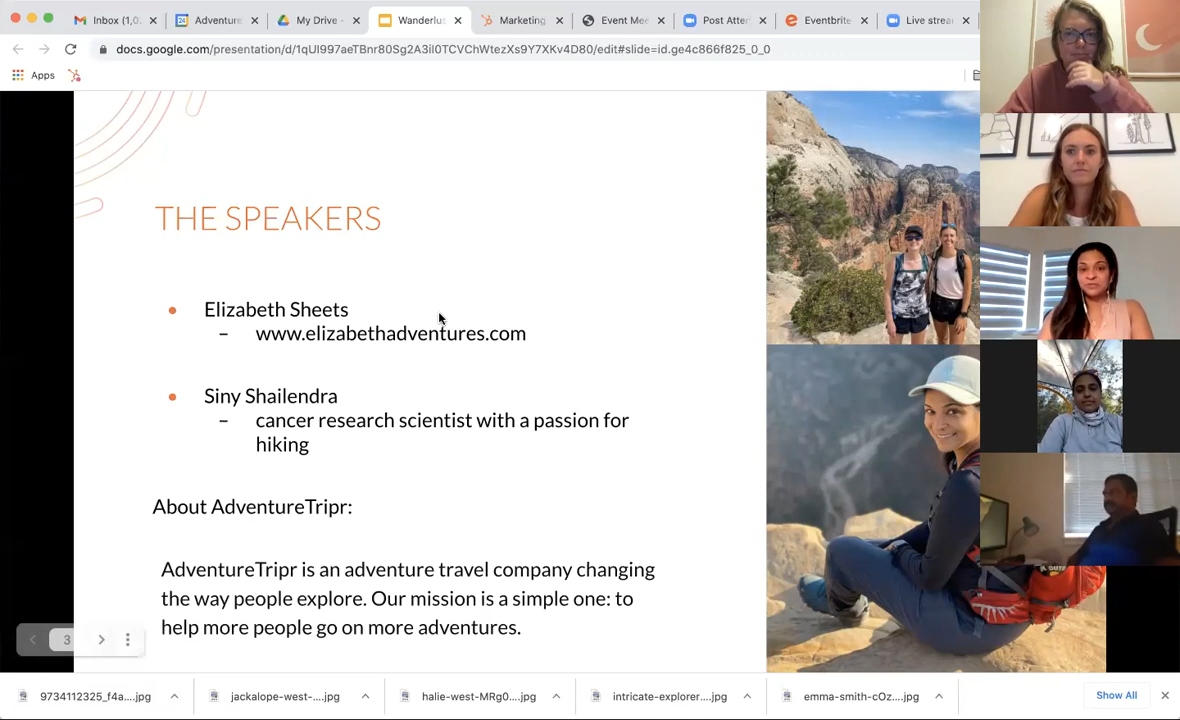 Inbox (1,0
Adventure
My Drive -
Wanderlus
Marketing
Event Mee
Post Atter
Eventbrite
Live strea
docs.google.com/presentation/d/1qUI997aeTBnr80Sg2A3iI0TCVChWtezXs9Y7XKv4D80/edit#slide=id.ge4c866f825_0_0
Apps
THE SPEAKERS
• Elizabeth Sheets
– www.elizabethadventures.com
• Siny Shailendra
– cancer research scientist with a passion for
hiking
About AdventureTripr:
AdventureTripr is an adventure travel company changing
the way people explore. Our mission is a simple one: to
help more people go on more adventures.
3
9734112325_f4a....jpg
jackalope-west-....jpg
halie-west-MRg0....jpg
intricate-explorer....jpg
emma-smith-cOz....jpg
Show All